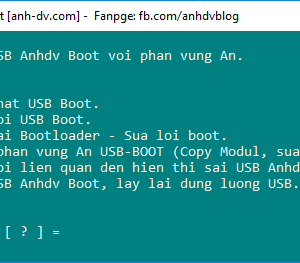 t [anh-dv.com] - Fanpge: fb.com/anhdvblog
SB Anhdv Boot voi phan vung An.
hat USB Boot.
oi USB Boot.
ai Bootloader - Sua loi boot.
phan vung An USB-BOOT (Copy Modul, sua
oi lien quan den hien thi sai USB Anhd
SB Anhdv Boot, lay lai dung luong USB.
[ ? ] =